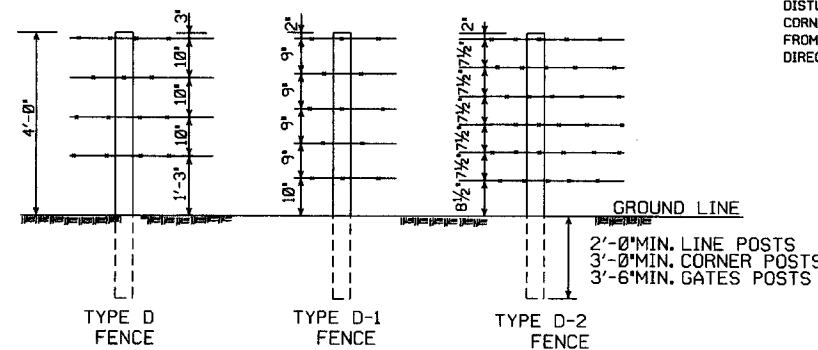 DISTU
CORN
FROM
DIREC
4'-0"
3"
10"
10"
10"
1'-3"
2"
9"
9"
9"
9"
10"
2"
7½"
7½"
7½"
7½"
7½"
8½"
GROUND LINE
2'-0"MIN. LINE POSTS
3'-0"MIN. CORNER POSTS
3'-6"MIN. GATES POSTS
TYPE D
FENCE
TYPE D-1
FENCE
TYPE D-2
FENCE